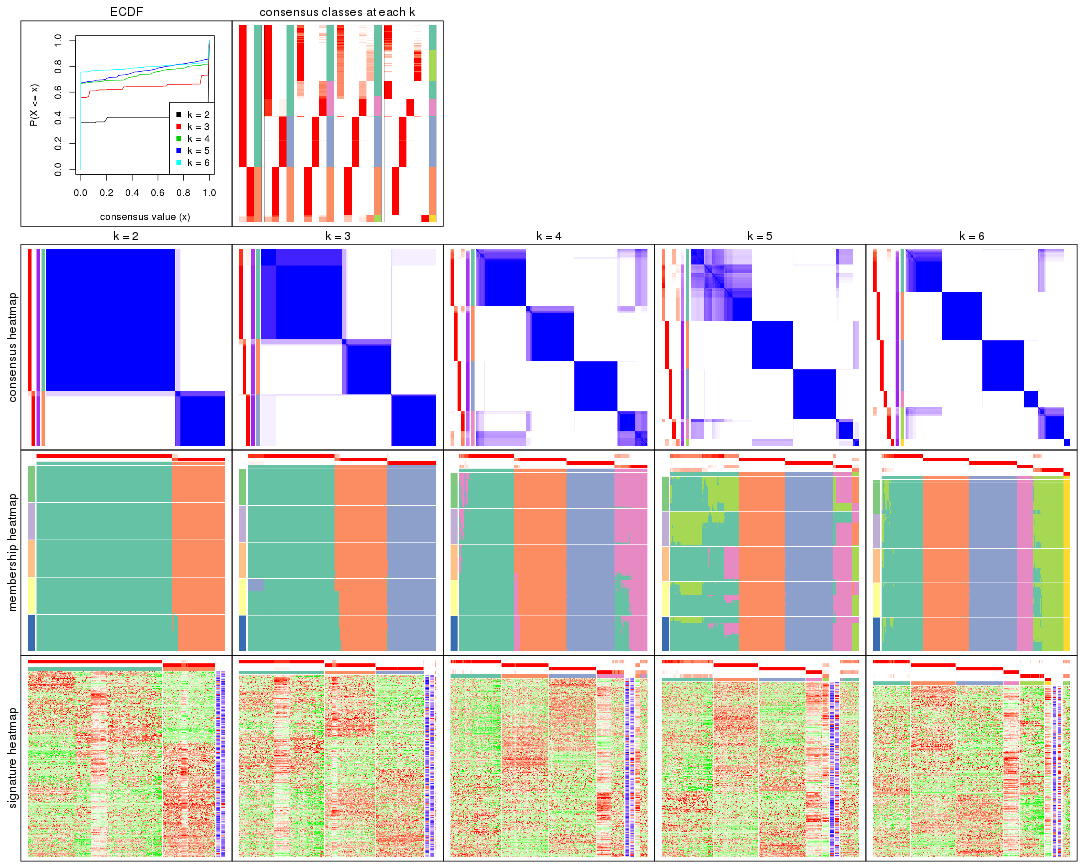 ECDF
consensus classes at each k
P(X <= x)
0.0 0.2 0.4 0.6 0.8 1.0
k = 2
k = 3
k = 4
k = 5
k = 6
0.0 0.2 0.4 0.6 0.8 1.0
consensus value (x)
k = 2
k = 3
k = 4
k = 5
k = 6
consensus heatmap
membership heatmap
signature heatmap